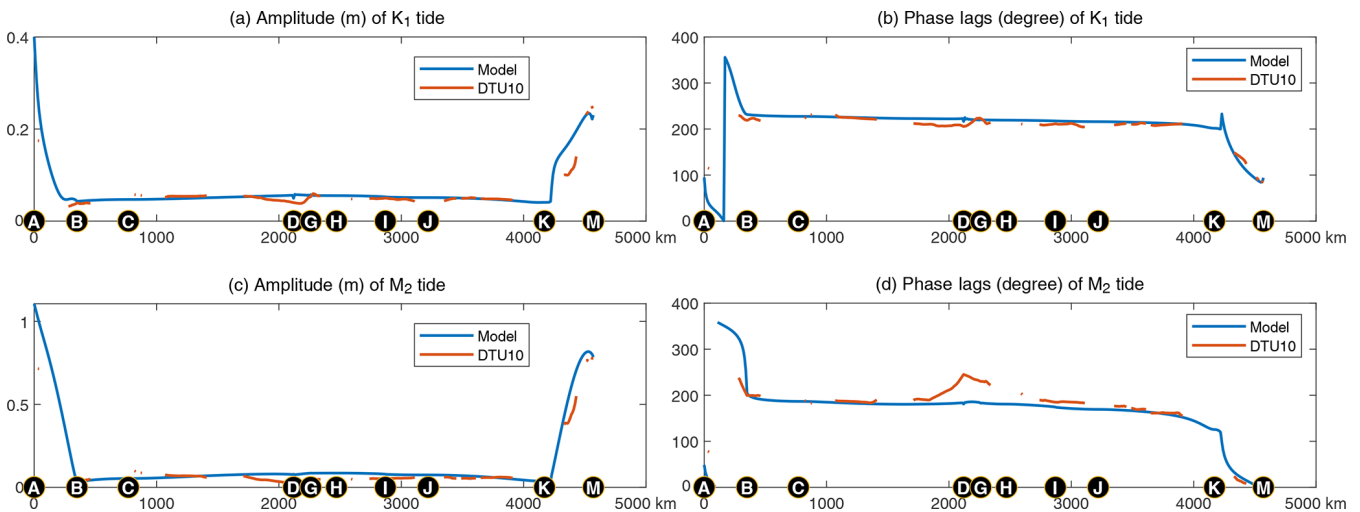 (a) Amplitude (m) of K1 tide
0.4
0.2
0
Model
DTU10
A B C D G H I J K M
0 1000 2000 3000 4000 5000 km
(b) Phase lags (degree) of K1 tide
400
300
200
100
0
Model
DTU10
A B C D G H I J K M
0 1000 2000 3000 4000 5000 km
(c) Amplitude (m) of M2 tide
1
0.5
0
Model
DTU10
A B C D G H I J K M
0 1000 2000 3000 4000 5000 km
(d) Phase lags (degree) of M2 tide
400
300
200
100
0
Model
DTU10
A B C D G H I J K M
0 1000 2000 3000 4000 5000 km